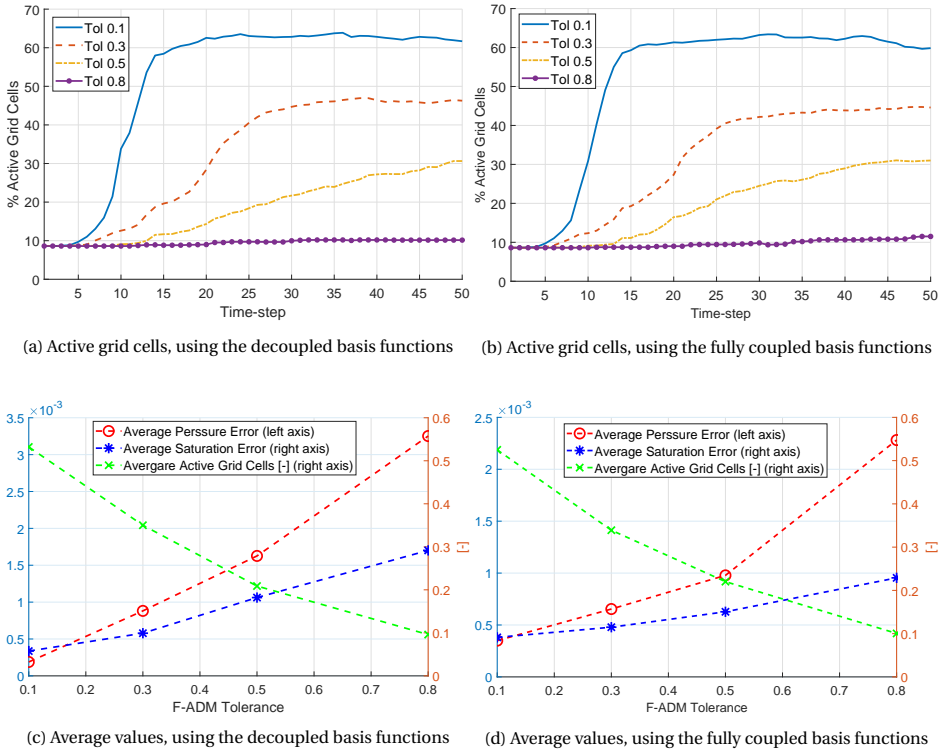 70
60
50
40
30
20
10
0
% Active Grid Cells
Tol 0.1
Tol 0.3
Tol 0.5
Tol 0.8
5 10 15 20 25 30 35 40 45 50
Time-step
(a) Active grid cells, using the decoupled basis functions
70
60
50
40
30
20
10
0
% Active Grid Cells
Tol 0.1
Tol 0.3
Tol 0.5
Tol 0.8
5 10 15 20 25 30 35 40 45 50
Time-step
(b) Active grid cells, using the fully coupled basis functions
×10⁻³
3.5
3
2.5
2
1.5
1
0.5
0
Average Perssure Error (left axis)
Average Saturation Error (right axis)
Avergare Active Grid Cells [-] (right axis)
0.6
0.5
0.4
0.3
0.2
0.1
0
[-]
0.1 0.2 0.3 0.4 0.5 0.6 0.7 0.8
F-ADM Tolerance
(c) Average values, using the decoupled basis functions
×10⁻³
2.5
2
1.5
1
0.5
0
Average Perssure Error (left axis)
Average Saturation Error (right axis)
Avergare Active Grid Cells [-] (right axis)
0.6
0.5
0.4
0.3
0.2
0.1
0
[-]
0.1 0.2 0.3 0.4 0.5 0.6 0.7 0.8
F-ADM Tolerance
(d) Average values, using the fully coupled basis functions